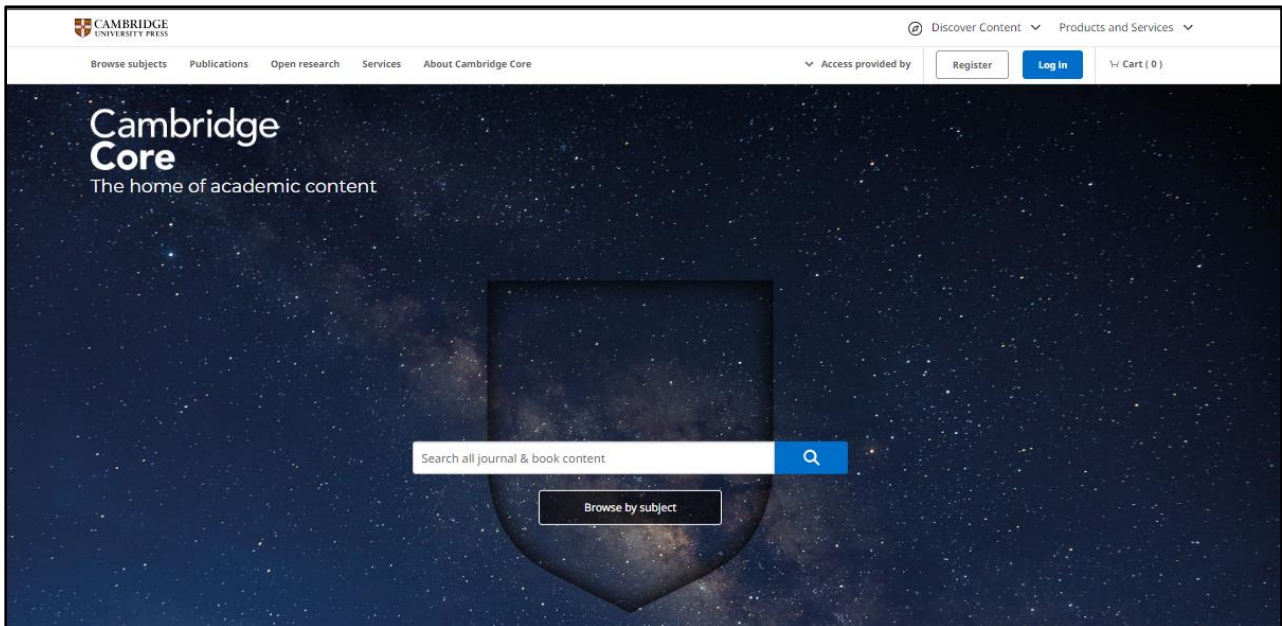 CAMBRIDGE
UNIVERSITY PRESS
Discover Content
Products and Services
Browse subjects
Publications
Open research
Services
About Cambridge Core
Access provided by
Register
Log in
Cart ( 0 )
Cambridge
Core
The home of academic content
Search all journal & book content
Browse by subject